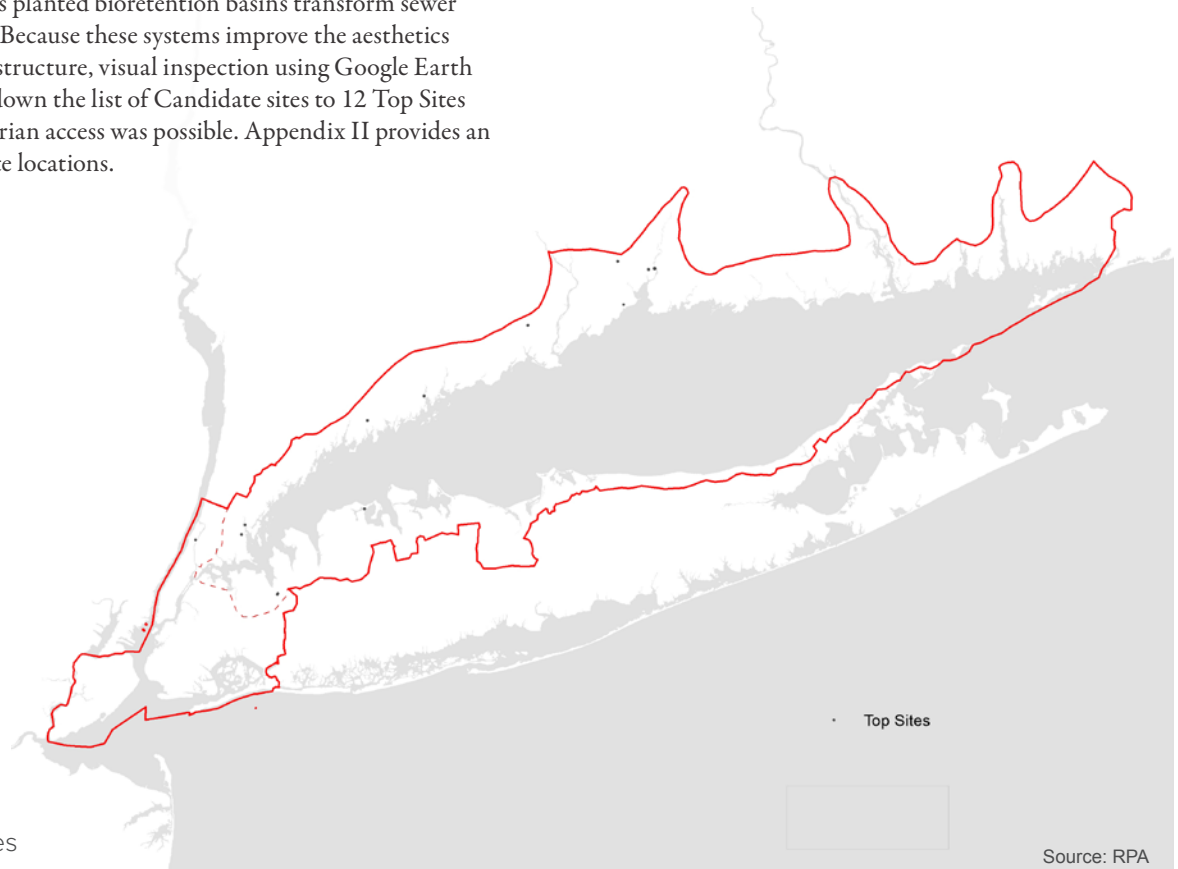 s planted bioretention basins transform sewer
Because these systems improve the aesthetics
structure, visual inspection using Google Earth
down the list of Candidate sites to 12 Top Sites
rian access was possible. Appendix II provides an
te locations.
Top Sites
es
Source: RPA